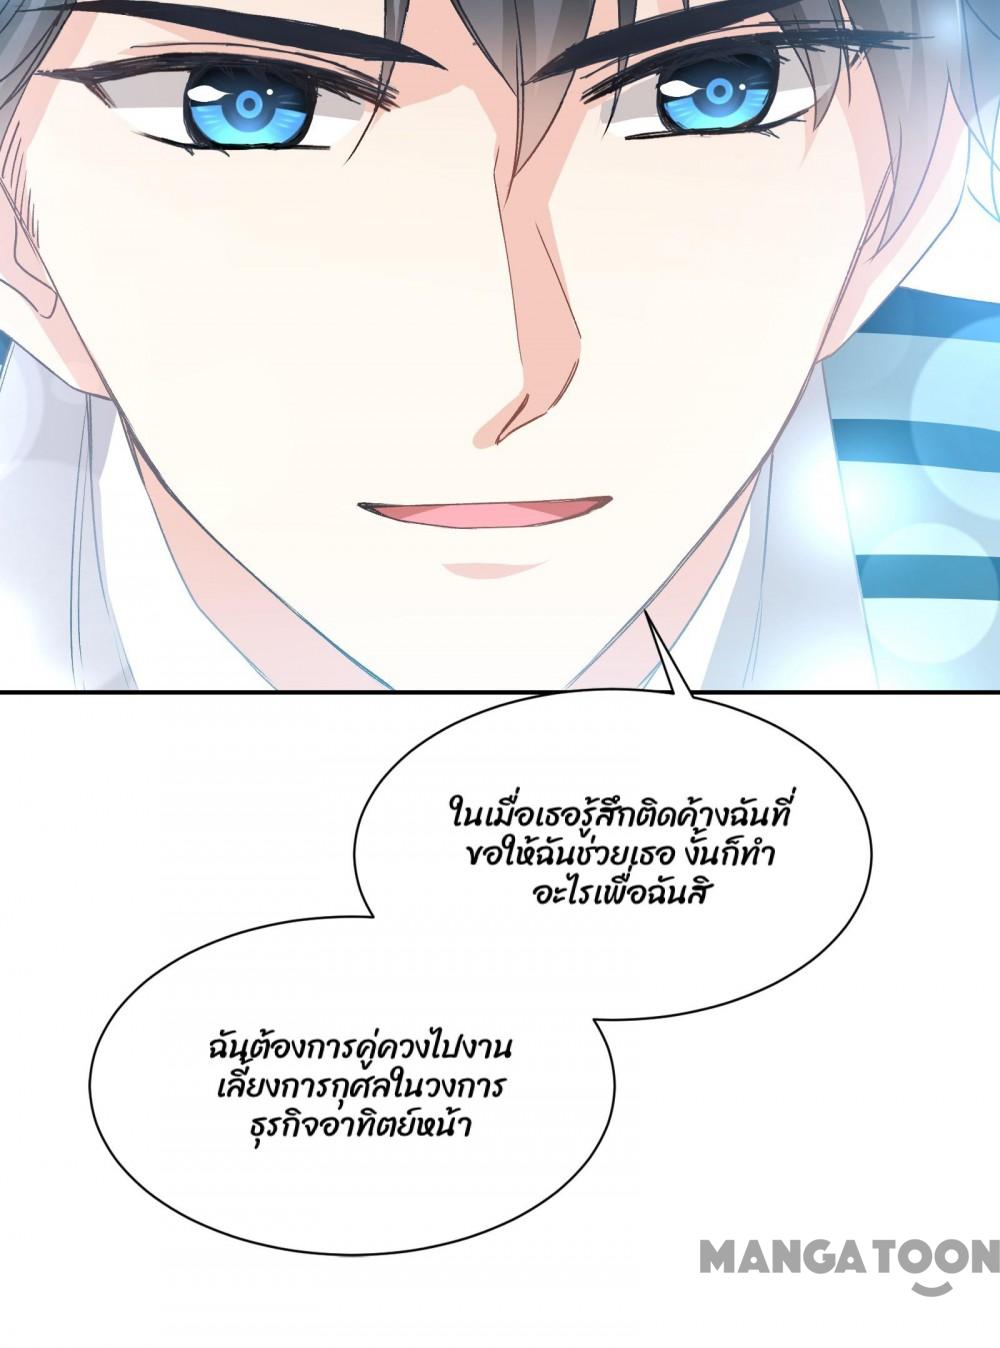 ในเมื่อเธอรู้สึกติดค้างฉันที่
ขอให้ฉันช่วยเธอ งั้นก็ทำ
อะไรเพื่อฉันสิ
ฉันต้องการคู่ควงไปงาน
เลี้ยงการกุศลในวงการ
ธุรกิจอาทิตย์หน้า
MANGATOON